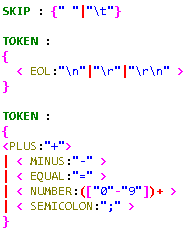 SKIP : {" "|"\t"}
TOKEN :
{
< EOL:"\n"|"\r"|"\r\n" >
}
TOKEN :
{
<PLUS:"+">
| < MINUS:"-" >
| < EQUAL:"=" >
| < NUMBER:(["0"-"9"])+ >
| < SEMICOLON:";" >
}